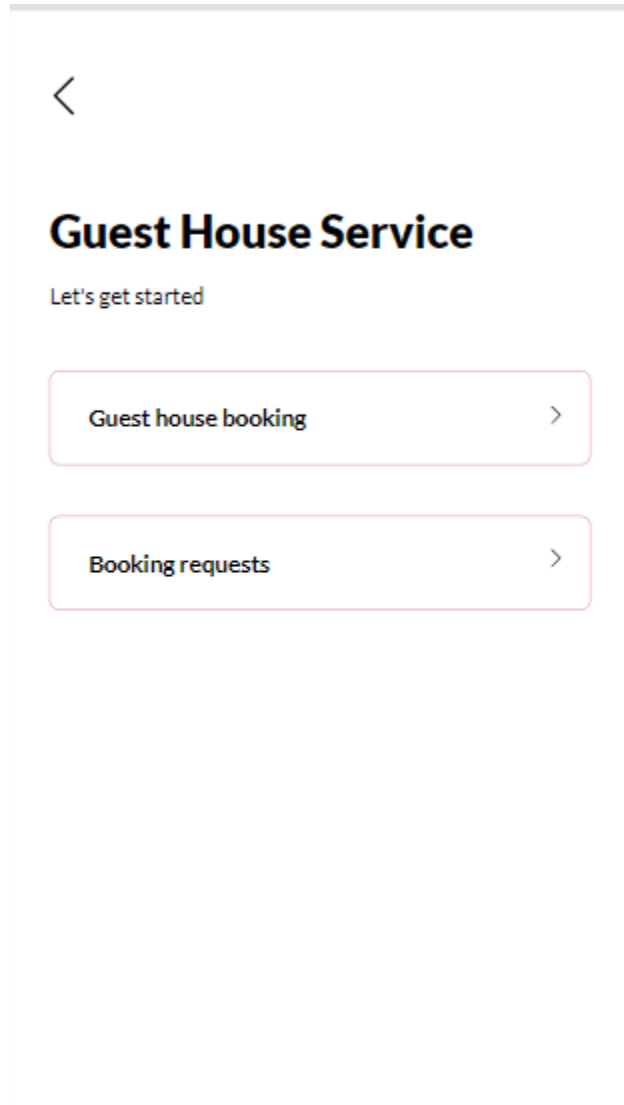 Guest House Service
Let's get started
Guest house booking
Booking requests